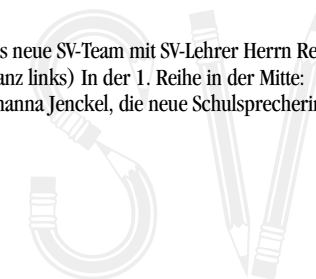 s neue SV-Team mit SV-Lehrer Herrn Re
anz links) In der 1. Reihe in der Mitte:
hanna Jenckel, die neue Schulsprecherin
SV